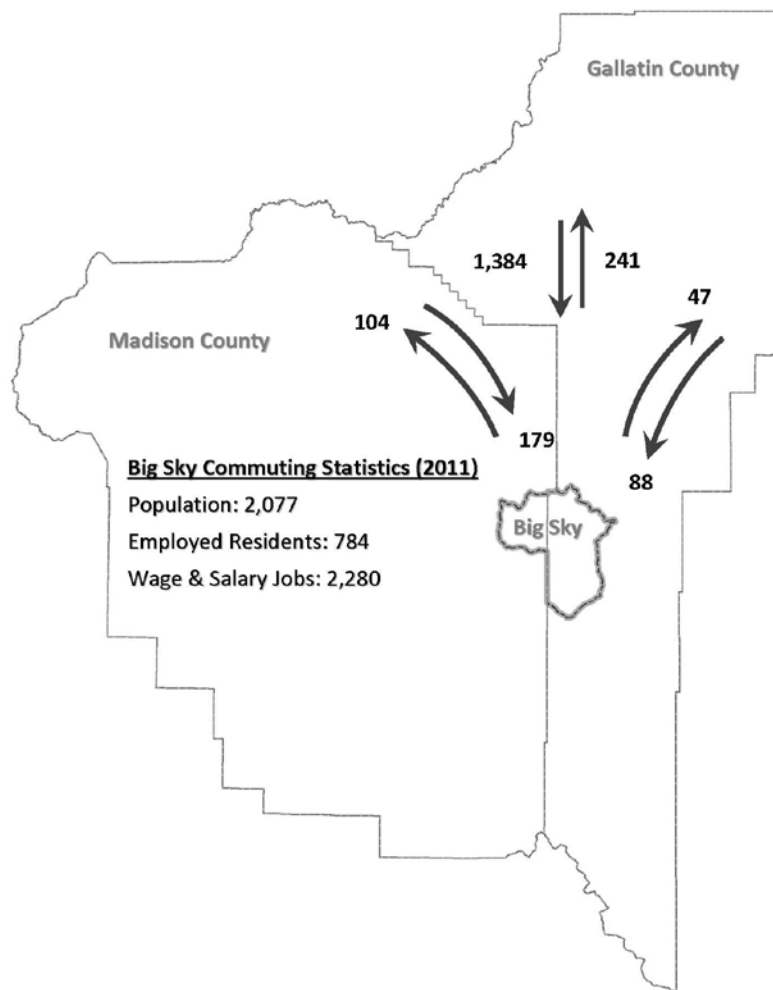 Gallatin County
1,384
241
47
104
Madison County
179
Big Sky Commuting Statistics (2011)
88
Population: 2,077
Big Sky
Employed Residents: 784
Wage & Salary Jobs: 2,280